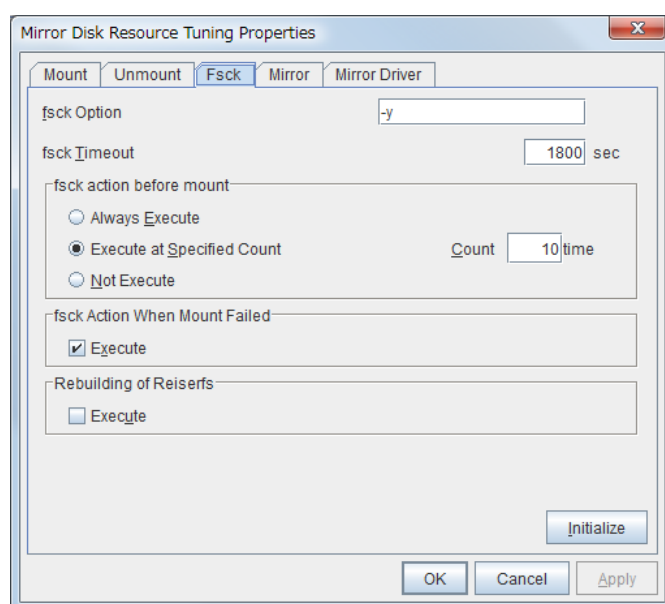 Mirror Disk Resource Tuning Properties
Mount Unmount Fsck Mirror Mirror Driver
fsck Option -y
fsck Timeout 1800 sec
fsck action before mount
Always Execute
Execute at Specified Count Count 10 time
Not Execute
fsck Action When Mount Failed
Execute
Rebuilding of Reiserfs
Execute
Initialize
OK Cancel Apply